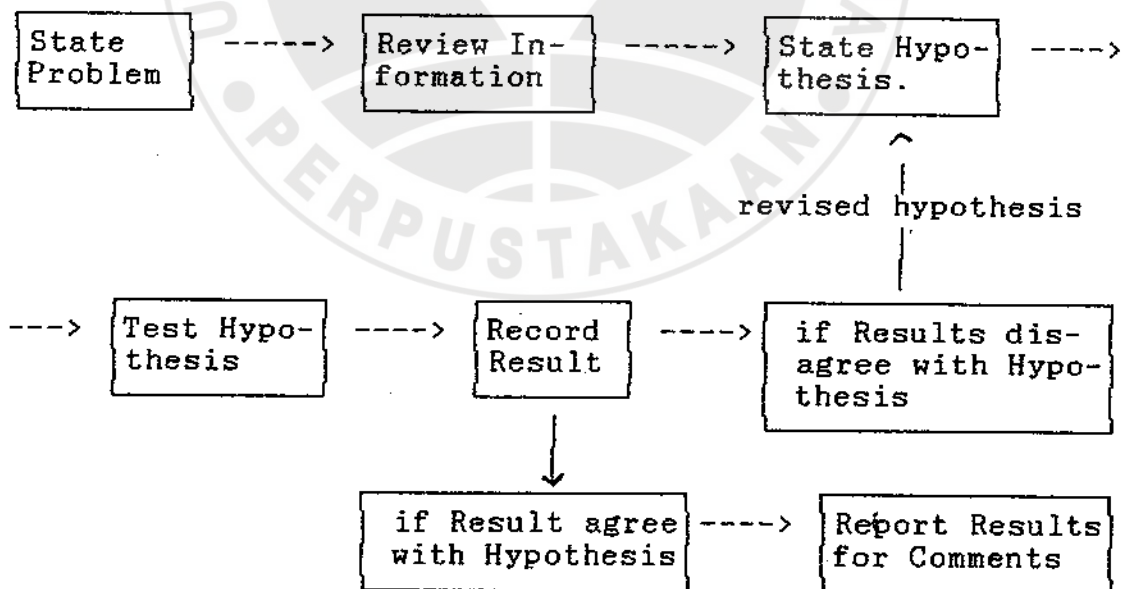 State
Problem
----->
Review In-
formation
----->
State Hypo-
thesis.
---->
revised hypothesis
--->
Test Hypo-
thesis
---->
Record
Result
---->
if Results dis-
agree with Hypo-
thesis
if Result agree
with Hypothesis
---->
Report Results
for Comments
PERPUSTAKAAN